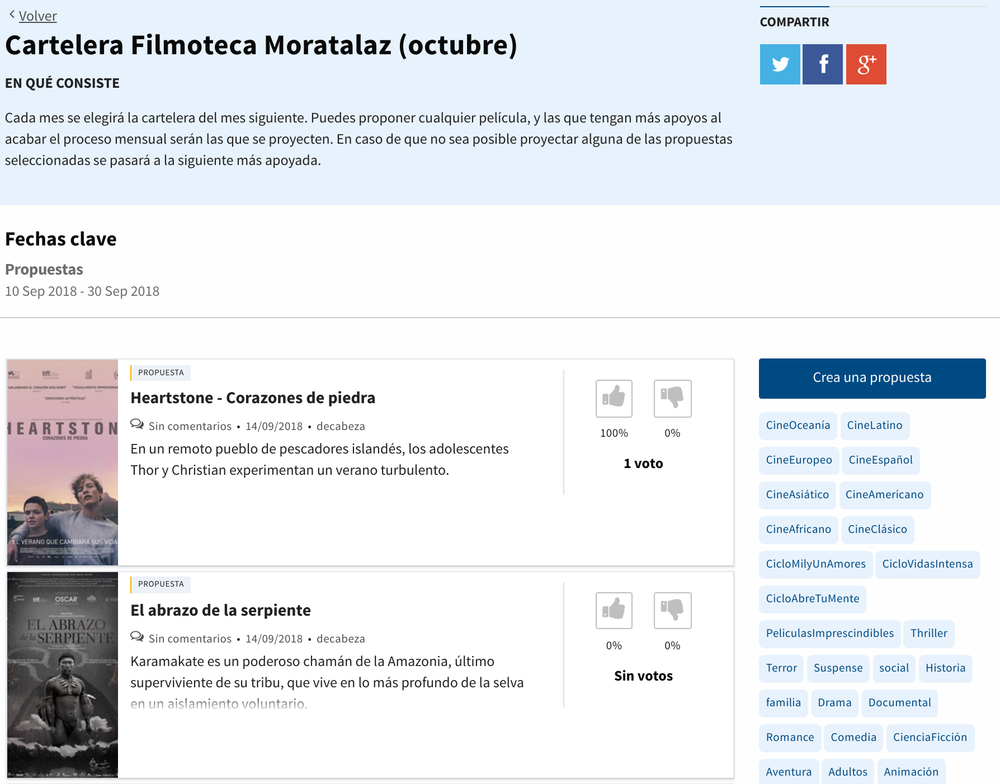 Volver
Cartelera Filmoteca Moratalaz (octubre)
EN QUÉ CONSISTE
Cada mes se elegirá la cartelera del mes siguiente. Puedes proponer cualquier película, y las que tengan más apoyos al
acabar el proceso mensual serán las que se proyecten. En caso de que no sea posible proyectar alguna de las propuestas
seleccionadas se pasará a la siguiente más apoyada.
COMPARTIR
f
g+
Fechas clave
Propuestas
10 Sep 2018 - 30 Sep 2018
tiff.
"EMOCIONES AUTÉNTICAS"
HEARTSTON
CORAZONES DE PIEDRA
EL VERANO QUE CAMBIARÁ SUS VIDA
PROPUESTA
Heartstone - Corazones de piedra
Sin comentarios • 14/09/2018 • decabeza
En un remoto pueblo de pescadores islandés, los adolescentes
Thor y Christian experimentan un verano turbulento.
100% 0%
1 voto
tiff.
OSCAR
EL ABRAZO
de la SERPIENTE
PROPUESTA
El abrazo de la serpiente
Sin comentarios • 14/09/2018 • decabeza
Karamakate es un poderoso chamán de la Amazonia, último
superviviente de su tribu, que vive en lo más profundo de la selva
en un aislamiento voluntario.
0% 0%
Sin votos
Crea una propuesta
CineOceanía CineLatino
CineEuropeo CineEspañol
CineAsiático CineAmericano
CineAfricano CineClásico
CicloMilyUnAmores CicloVidasIntensa
CicloAbreTuMente
PeliculasImprescindibles Thriller
Terror Suspense social Historia
familia Drama Documental
Romance Comedia CienciaFicción
Aventura Adultos Animación